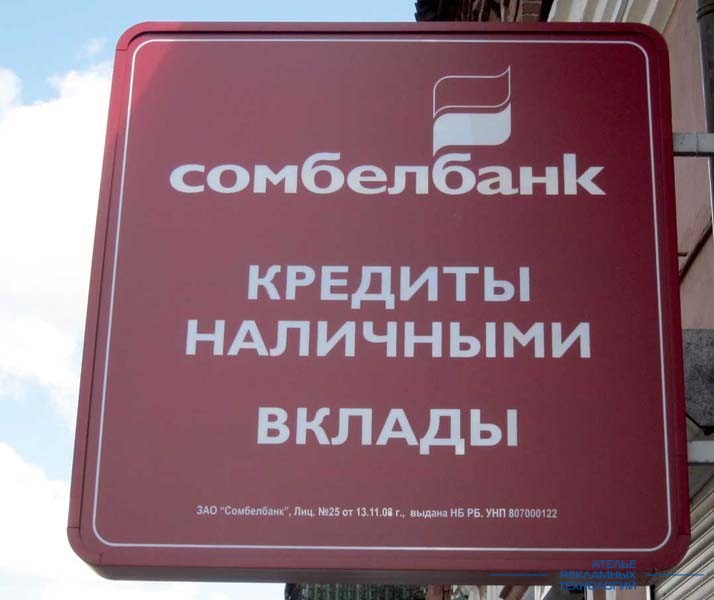 сомбелбанк
КРЕДИТЫ
НАЛИЧНЫМИ
ВКЛАДЫ
ЗАО "Сомбелбанк", Лиц. №25 от 13.11.08 г., выдана НБ РБ. УНП 807000122
АТЕЛЬЕ
РЕКЛАМНЫХ
ТЕХНОЛОГИЙ